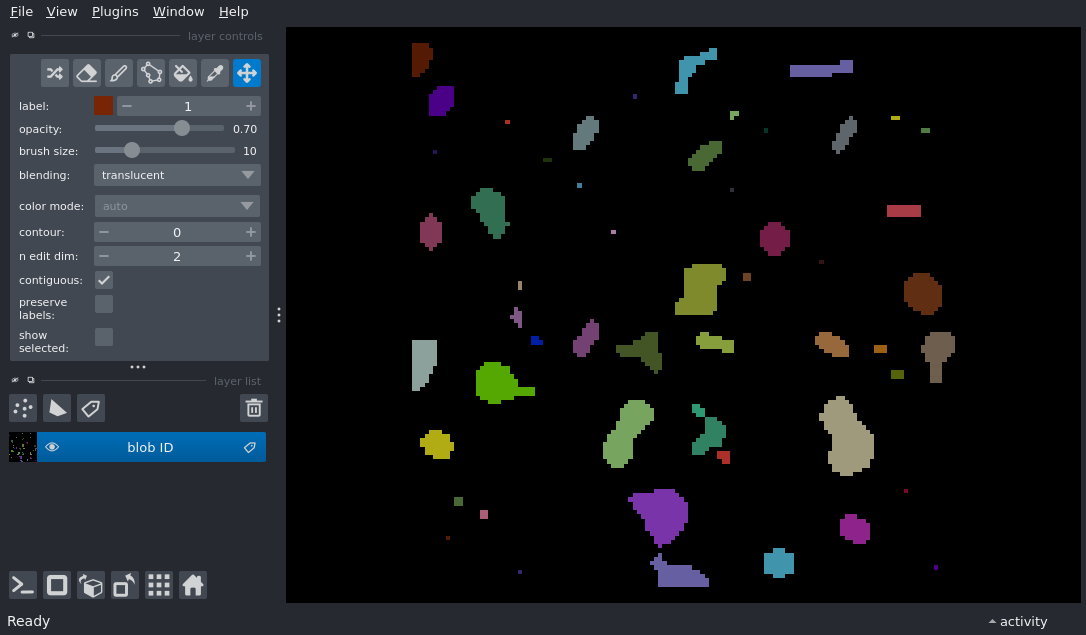 File View Plugins Window Help
layer controls
label: 1
opacity: 0.70
brush size: 10
blending: translucent
color mode: auto
contour: 0
n edit dim: 2
contiguous:
preserve
labels:
show
selected:
layer list
blob ID
Ready
activity